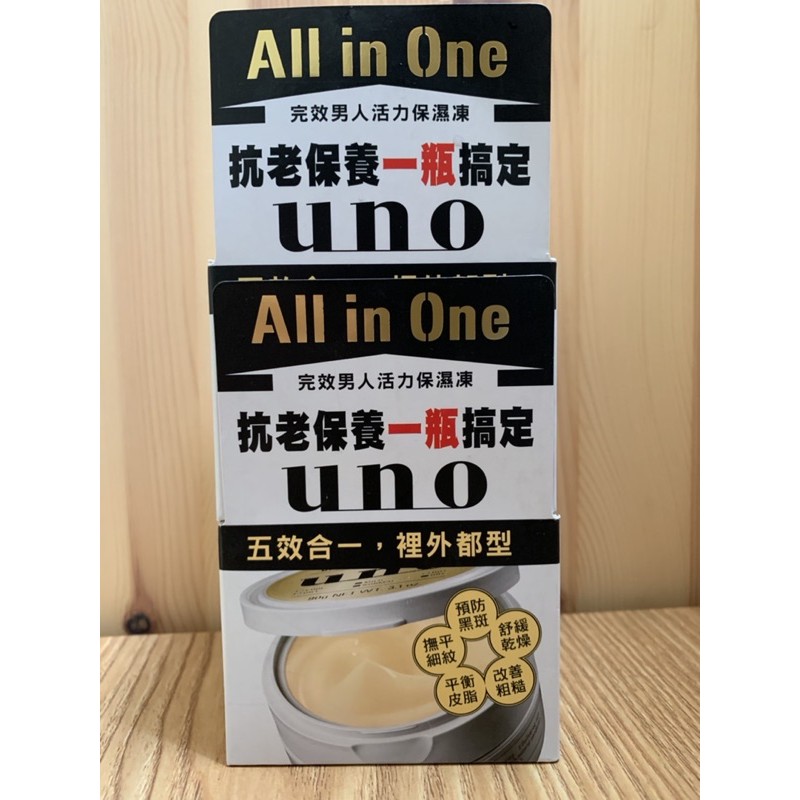 All in One
完效男人活力保濕凍
抗老保養一瓶搞定
uno
All in One
完效男人活力保濕凍
抗老保養一瓶搞定
uno
五效合一，裡外都型
預防
黑斑
舒緩
乾燥
撫平
細紋
平衡
皮脂
改善
粗糙